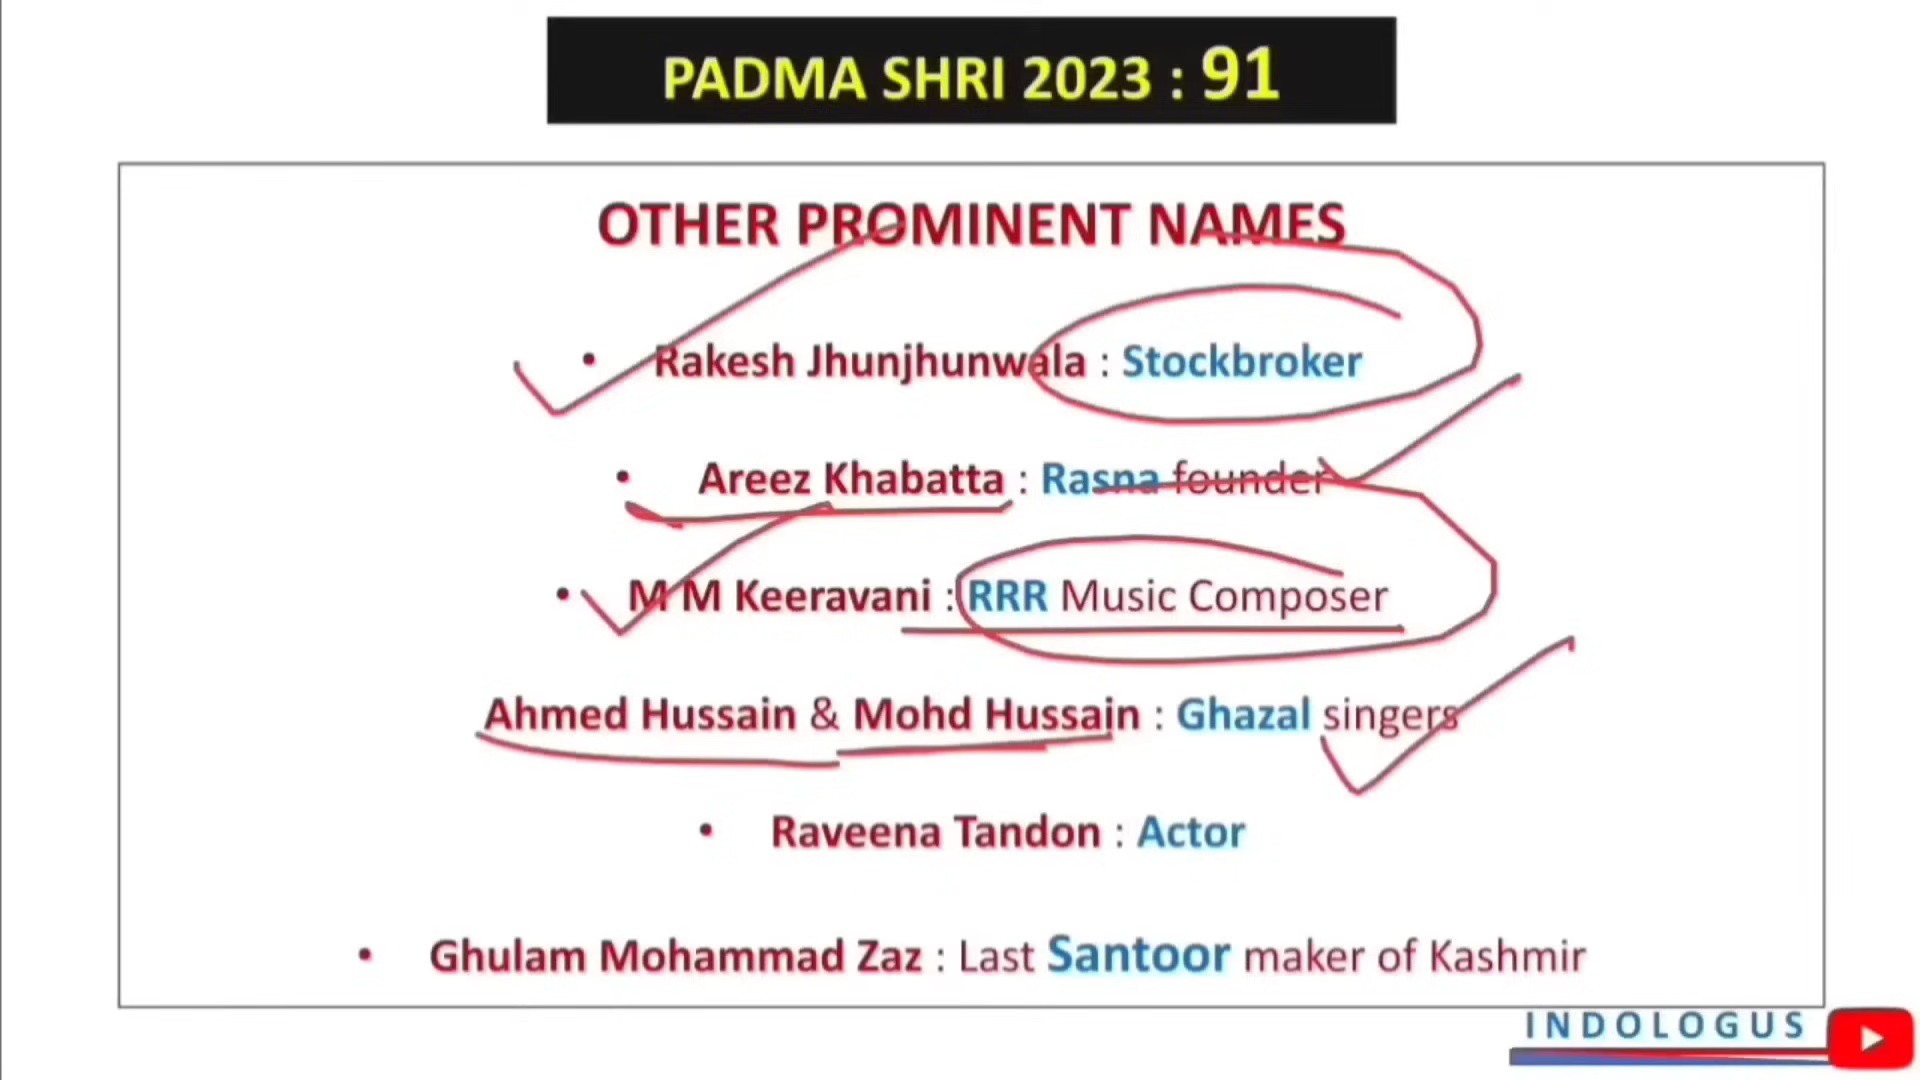 PADMA SHRI 2023 : 91
OTHER PROMINENT NAMES
• Rakesh Jhunjhunwala : Stockbroker
• Areez Khabatta : Rasna founder
• M M Keeravani : RRR Music Composer
Ahmed Hussain & Mohd Hussain : Ghazal singers
• Raveena Tandon : Actor
• Ghulam Mohammad Zaz : Last Santoor maker of Kashmir
INDOLOGUS